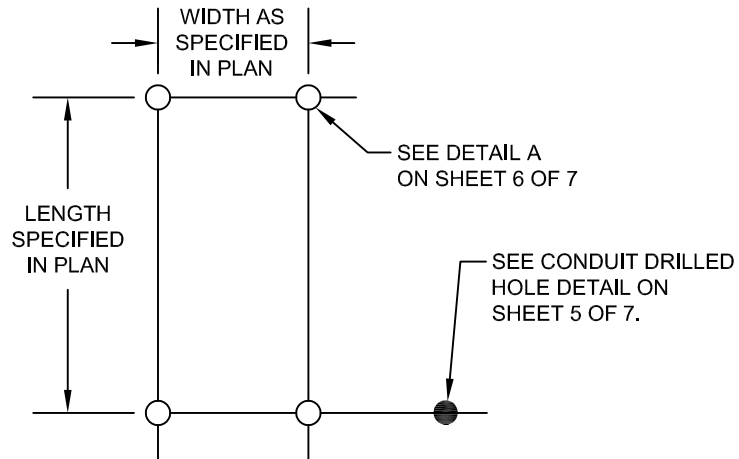 WIDTH AS
SPECIFIED
IN PLAN
SEE DETAIL A
ON SHEET 6 OF 7
LENGTH
SPECIFIED
IN PLAN
SEE CONDUIT DRILLED
HOLE DETAIL ON
SHEET 5 OF 7.